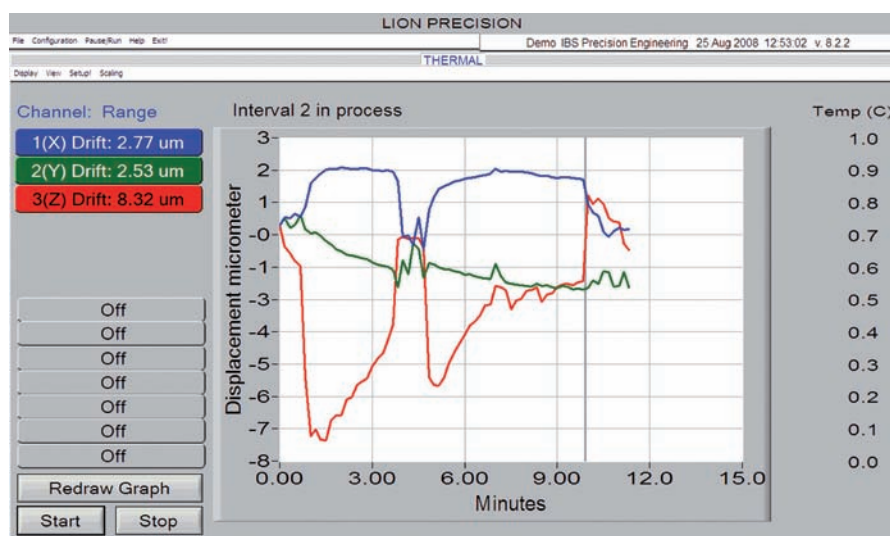 LION PRECISION
File Configuration Pause/Run Help Exit!
Demo IBS Precision Engineering 25 Aug 2008 12:53:02 v. 8.2.2
THERMAL
Display View Setup! Scaling
Channel: Range
1(X) Drift: 2.77 um
2(Y) Drift: 2.53 um
3(Z) Drift: 8.32 um
Off
Off
Off
Off
Off
Off
Off
Redraw Graph
Start Stop
Interval 2 in process
Displacement micrometer
3
2
1
-0
-1
-3
-4
-5
-6
-7
-8
0.00 3.00 6.00 9.00 12.0 15.0
Minutes
Temp (C)
1.0
0.9
0.8
0.7
0.6
0.5
0.4
0.3
0.2
0.1
0.0